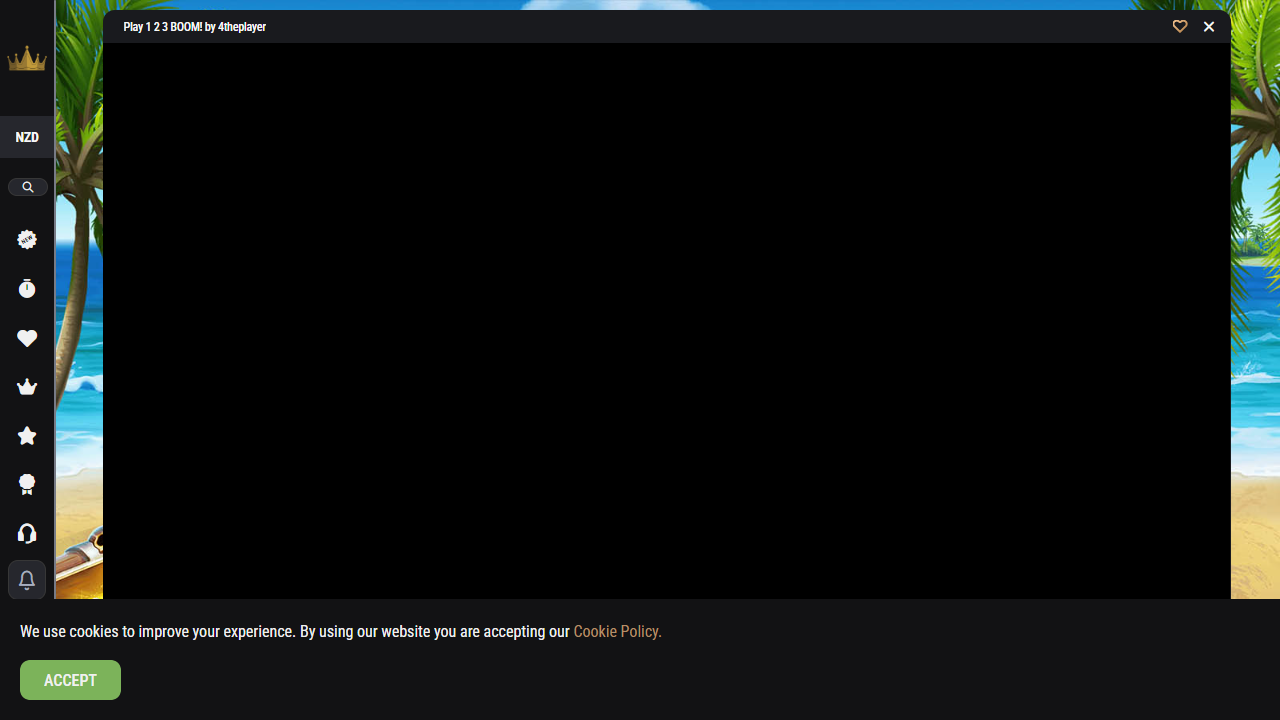 Play 1 2 3 BOOM! by 4theplayer
NZD
NEW
We use cookies to improve your experience. By using our website you are accepting our Cookie Policy.
ACCEPT